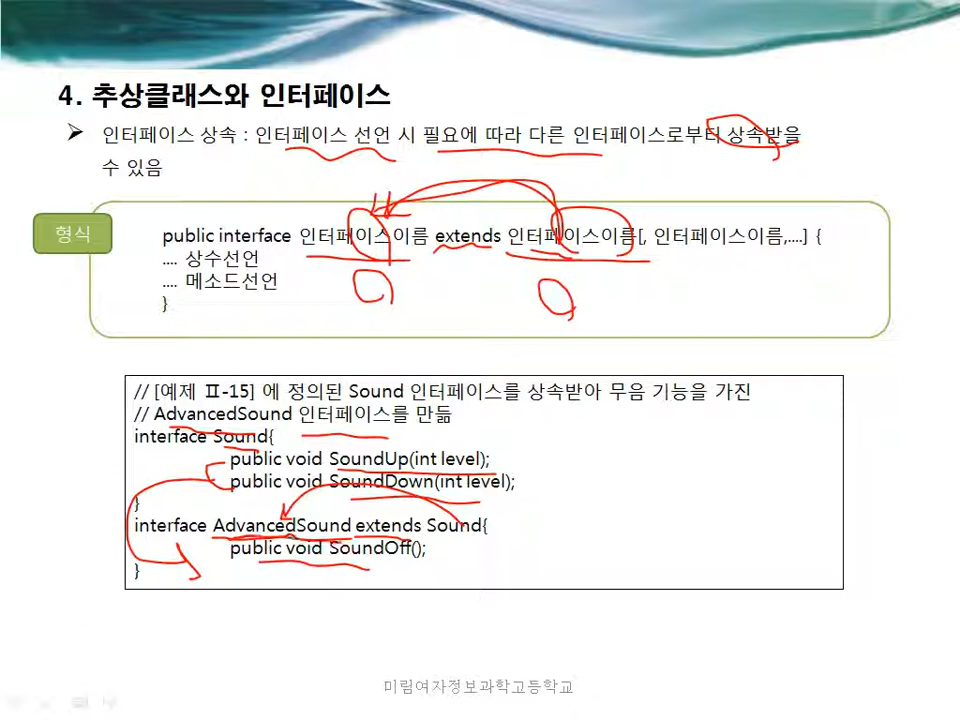 4. 추상클래스와 인터페이스
➤ 인터페이스 상속 : 인터페이스 선언 시 필요에 따라 다른 인터페이스로부터 상속받을
수 있음
형식
public interface 인터페이스이름 extends 인터페이스이름[, 인터페이스이름,....] {
.... 상수선언
.... 메소드선언
}
// [예제 Ⅱ-15] 에 정의된 Sound 인터페이스를 상속받아 무음 기능을 가진
// AdvancedSound 인터페이스를 만듦
interface Sound{
public void SoundUp(int level);
public void SoundDown(int level);
}
interface AdvancedSound extends Sound{
public void SoundOff();
}
미림여자정보과학고등학교